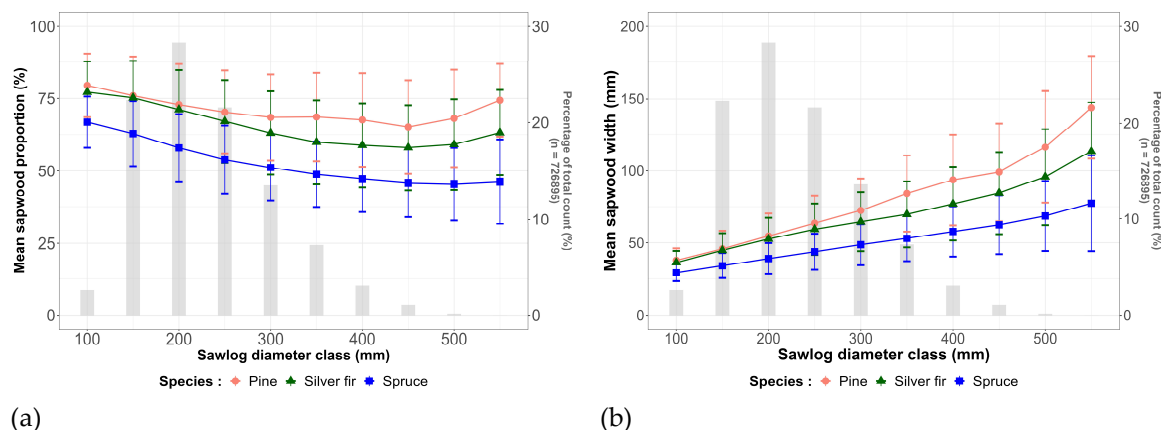 100
75
50
25
0
Mean sapwood proportion (%)
30
20
10
0
Percentage of total count (%)
(n = 726895)
100 200 300 400 500
Sawlog diameter class (mm)
Species : Pine Silver fir Spruce
(a)
200
150
100
50
0
Mean sapwood width (mm)
30
20
10
0
Percentage of total count (%)
(n = 726895)
100 200 300 400 500
Sawlog diameter class (mm)
Species : Pine Silver fir Spruce
(b)